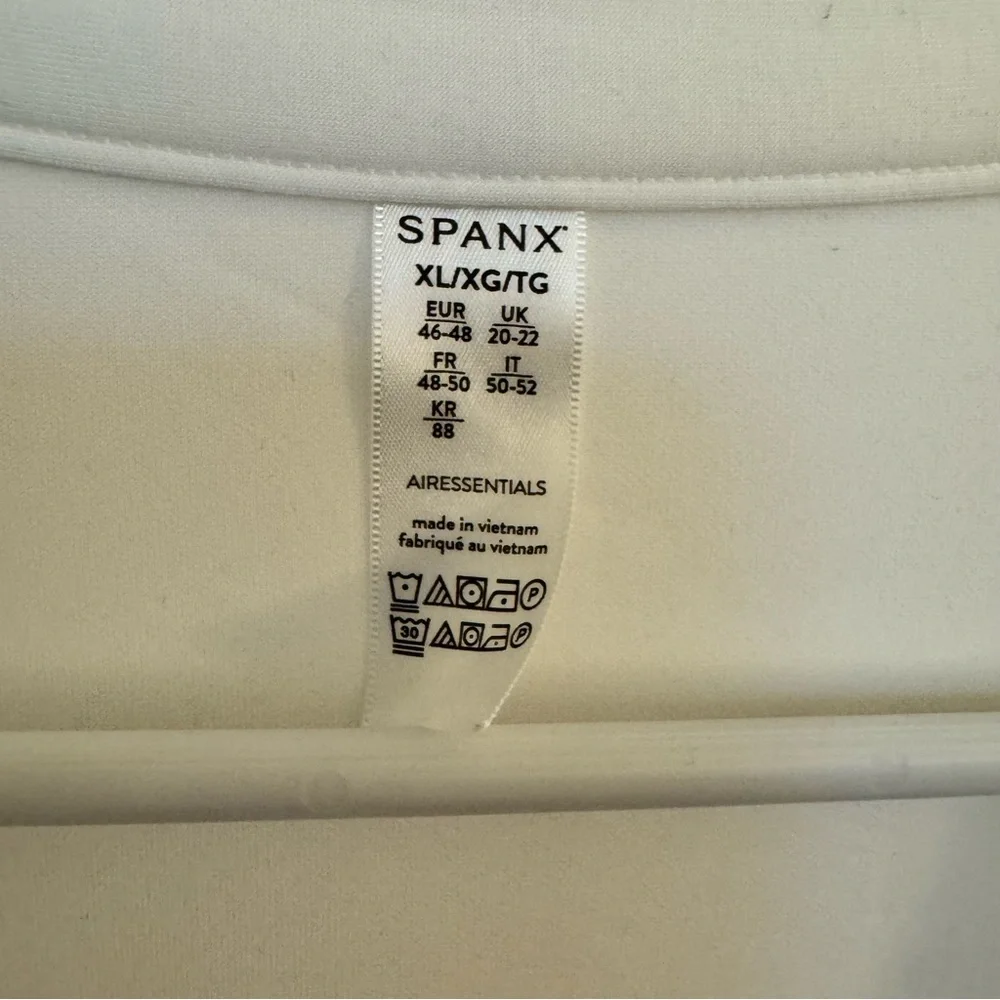 SPANX
XL/XG/TG
EUR UK
46-48 20-22
FR IT
48-50 50-52
KR
88
AIRESSENTIALS
made in vietnam
fabriqué au vietnam
P
30 P